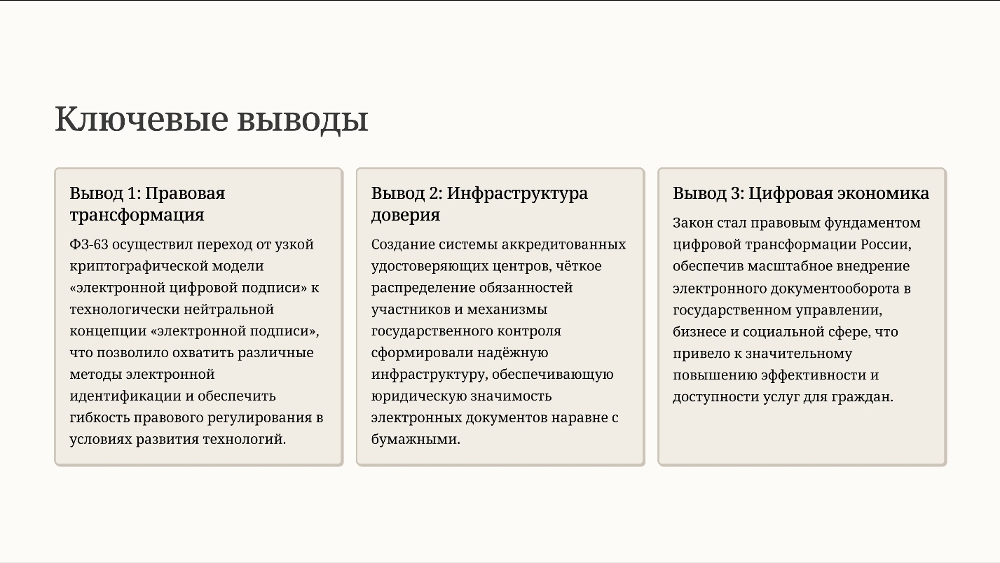 Ключевые выводы
Вывод 1: Правовая
трансформация
ФЗ-63 осуществил переход от узкой
криптографической модели
«электронной цифровой подписи» к
технологически нейтральной
концепции «электронной подписи»,
что позволило охватить различные
методы электронной
идентификации и обеспечить
гибкость правового регулирования в
условиях развития технологий.
Вывод 2: Инфраструктура
доверия
Создание системы аккредитованных
удостоверяющих центров, чёткое
распределение обязанностей
участников и механизмы
государственного контроля
сформировали надёжную
инфраструктуру, обеспечивающую
юридическую значимость
электронных документов наравне с
бумажными.
Вывод 3: Цифровая экономика
Закон стал правовым фундаментом
цифровой трансформации России,
обеспечив масштабное внедрение
электронного документооборота в
государственном управлении,
бизнесе и социальной сфере, что
привело к значительному
повышению эффективности и
доступности услуг для граждан.